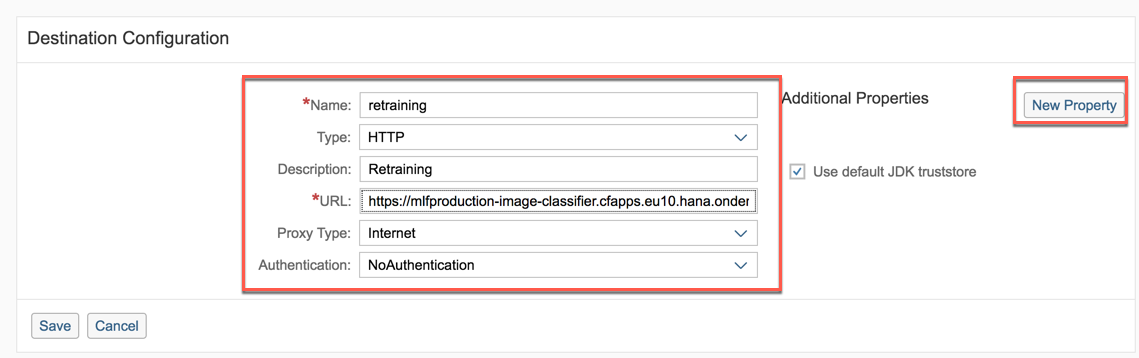 Destination Configuration
*Name: retraining
Type: HTTP
Description: Retraining
*URL: https://mlfproduction-image-classifier.cfapps.eu10.hana.onder
Proxy Type: Internet
Authentication: NoAuthentication
Additional Properties
New Property
Use default JDK truststore
Save Cancel